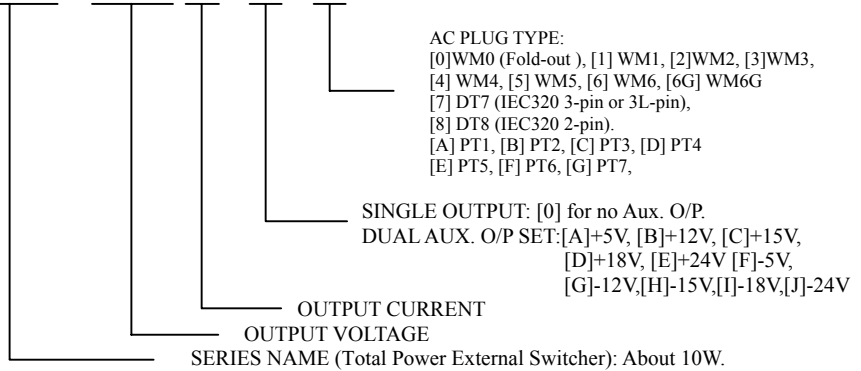 AC PLUG TYPE:
[0]WM0 (Fold-out ), [1] WM1, [2]WM2, [3]WM3,
[4] WM4, [5] WM5, [6] WM6, [6G] WM6G
[7] DT7 (IEC320 3-pin or 3L-pin),
[8] DT8 (IEC320 2-pin).
[A] PT1, [B] PT2, [C] PT3, [D] PT4
[E] PT5, [F] PT6, [G] PT7,
SINGLE OUTPUT: [0] for no Aux. O/P.
DUAL AUX. O/P SET:[A]+5V, [B]+12V, [C]+15V,
[D]+18V, [E]+24V [F]-5V,
[G]-12V,[H]-15V,[I]-18V,[J]-24V
OUTPUT CURRENT
OUTPUT VOLTAGE
SERIES NAME (Total Power External Switcher): About 10W.